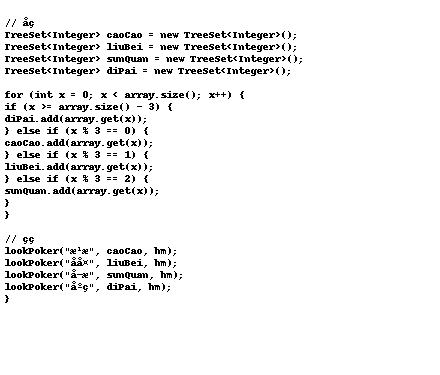 // åç
TreeSet<Integer> caoCao = new TreeSet<Integer>();
TreeSet<Integer> liuBei = new TreeSet<Integer>();
TreeSet<Integer> sunQuan = new TreeSet<Integer>();
TreeSet<Integer> diPai = new TreeSet<Integer>();
for (int x = 0; x < array.size(); x++) {
if (x >= array.size() - 3) {
diPai.add(array.get(x));
} else if (x % 3 == 0) {
caoCao.add(array.get(x));
} else if (x % 3 == 1) {
liuBei.add(array.get(x));
} else if (x % 3 == 2) {
sunQuan.add(array.get(x));
}
}
// çç
lookPoker("æ¹æ", caoCao, hm);
lookPoker("åå¤", liuBei, hm);
lookPoker("å­æ", sunQuan, hm);
lookPoker("åºç", diPai, hm);
}